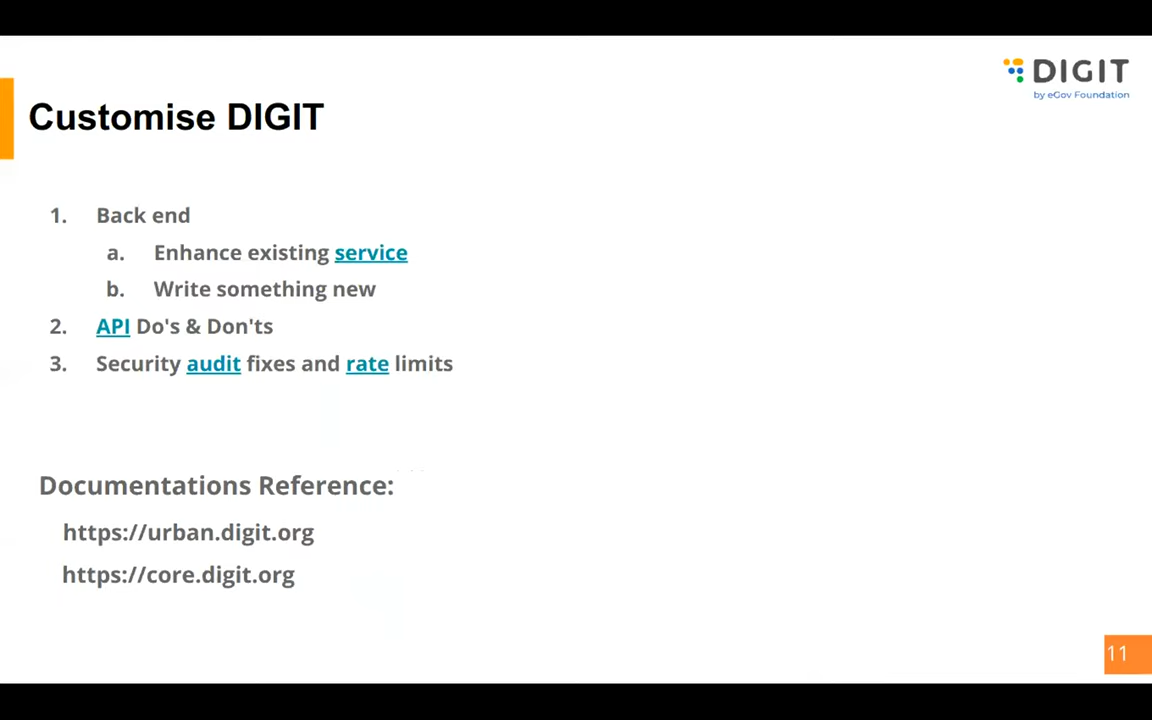 DIGIT
by eGov Foundation
Customise DIGIT
1. Back end
a. Enhance existing service
b. Write something new
2. API Do's & Don'ts
3. Security audit fixes and rate limits
Documentations Reference:
https://urban.digit.org
https://core.digit.org
11